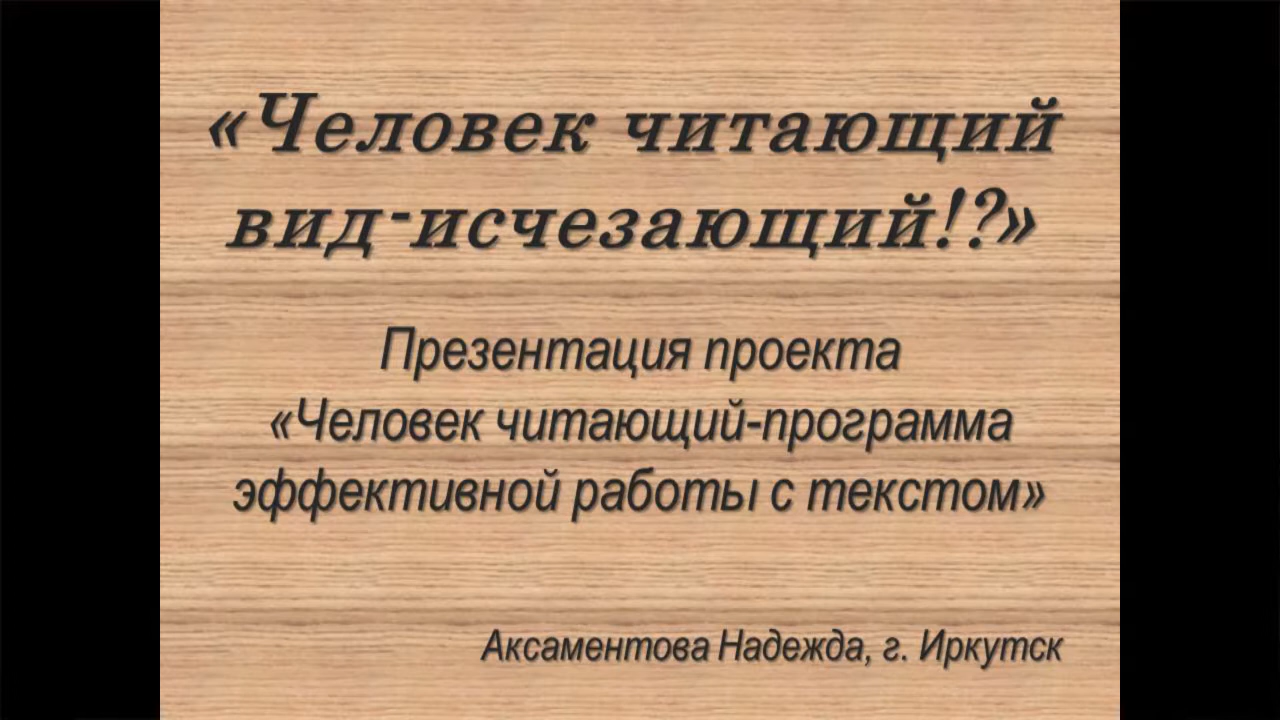 «Человек читающий
вид-исчезающий!?»
Презентация проекта
«Человек читающий-программа
эффективной работы с текстом»
Аксаментова Надежда, г. Иркутск